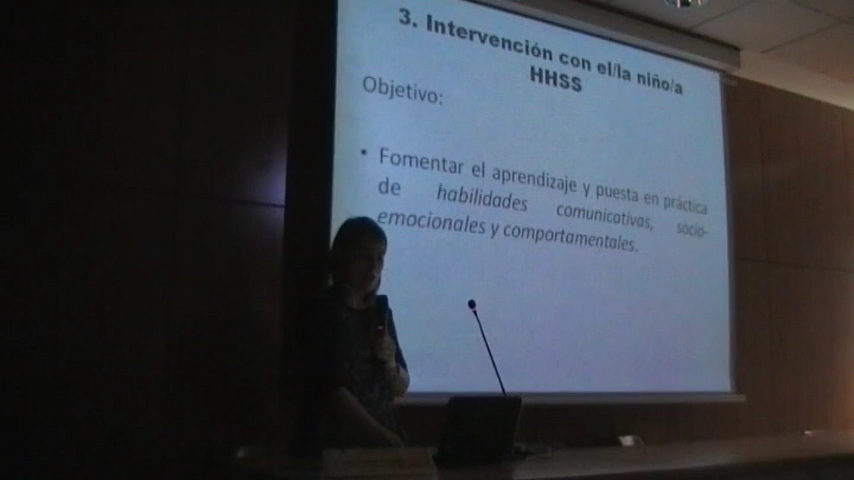 3. Intervención con el/la niño/a
HHSS
Objetivo:
• Fomentar el aprendizaje y puesta en práctica
de habilidades comunicativas, socio-
emocionales y comportamentales.